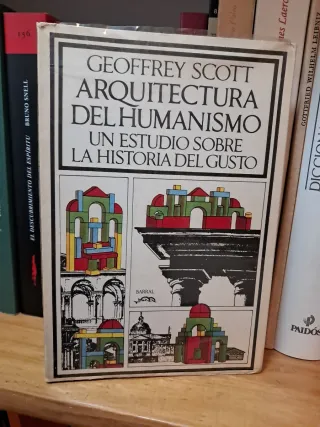 GEOFFREY SCOTT
ARQUITECTURA
DEL HUMANISMO
UN ESTUDIO SOBRE
LA HISTORIA DEL GUSTO
BARRAL
156
BRUNO SNELL
EL DESCUBRIMIENTO DEL ESPÍRITU
GOTTFRIED WILHELM LEIBNIZ
PAIDÓS